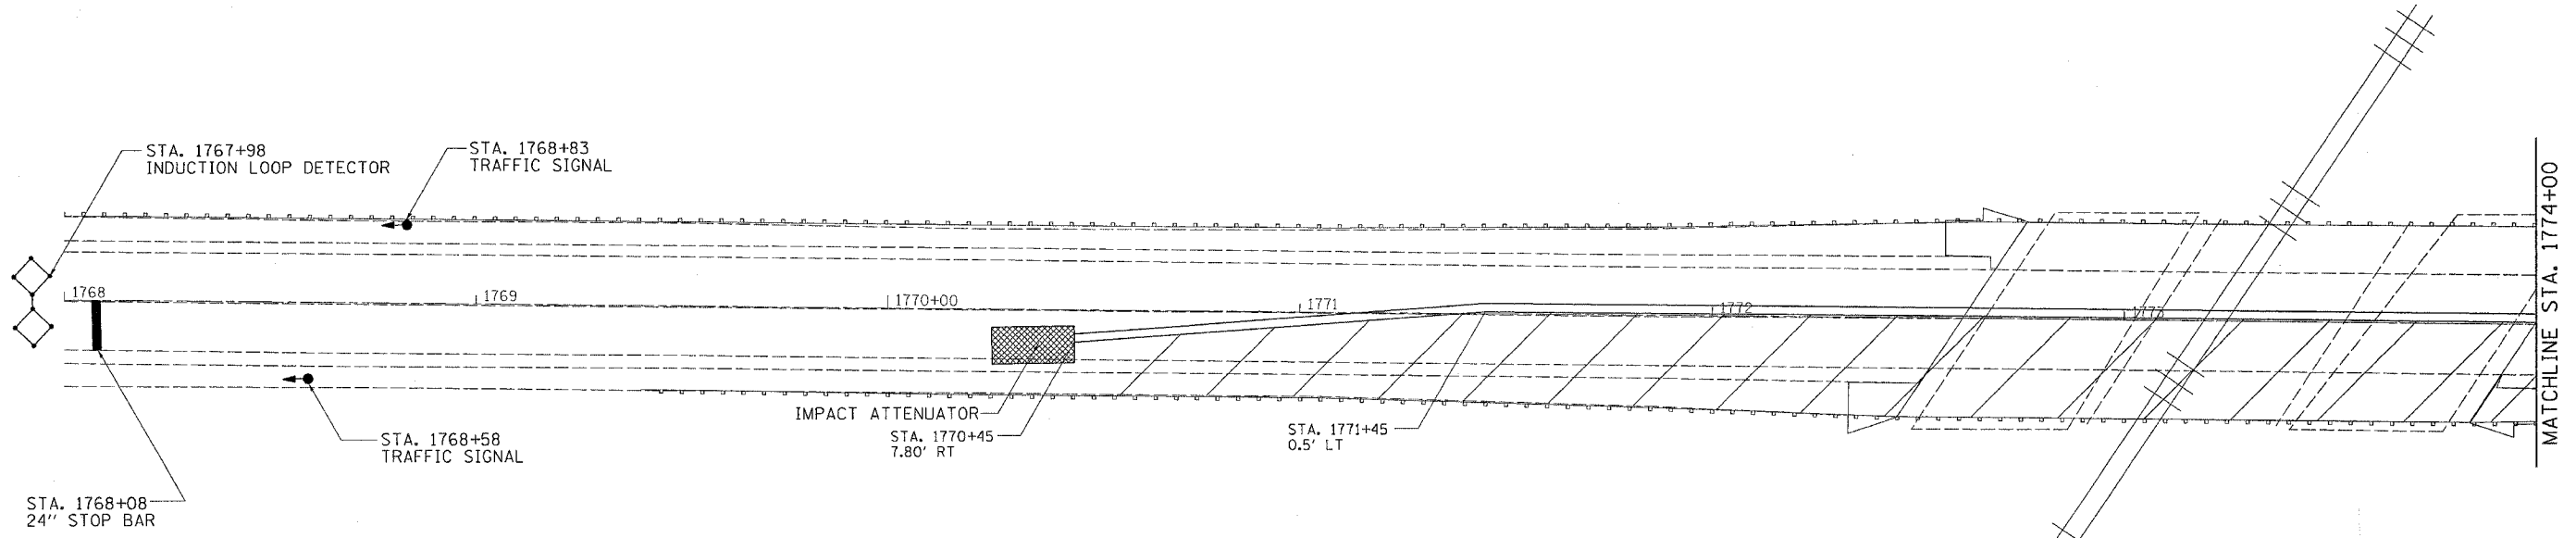 STA. 1767+98
INDUCTION LOOP DETECTOR
STA. 1768+83
TRAFFIC SIGNAL
1768
1769
1770+00
1771
1772
1773
IMPACT ATTENUATOR
STA. 1770+45
7.80' RT
STA. 1771+45
0.5' LT
STA. 1768+58
TRAFFIC SIGNAL
STA. 1768+08
24" STOP BAR
MATCHLINE STA. 1774+00